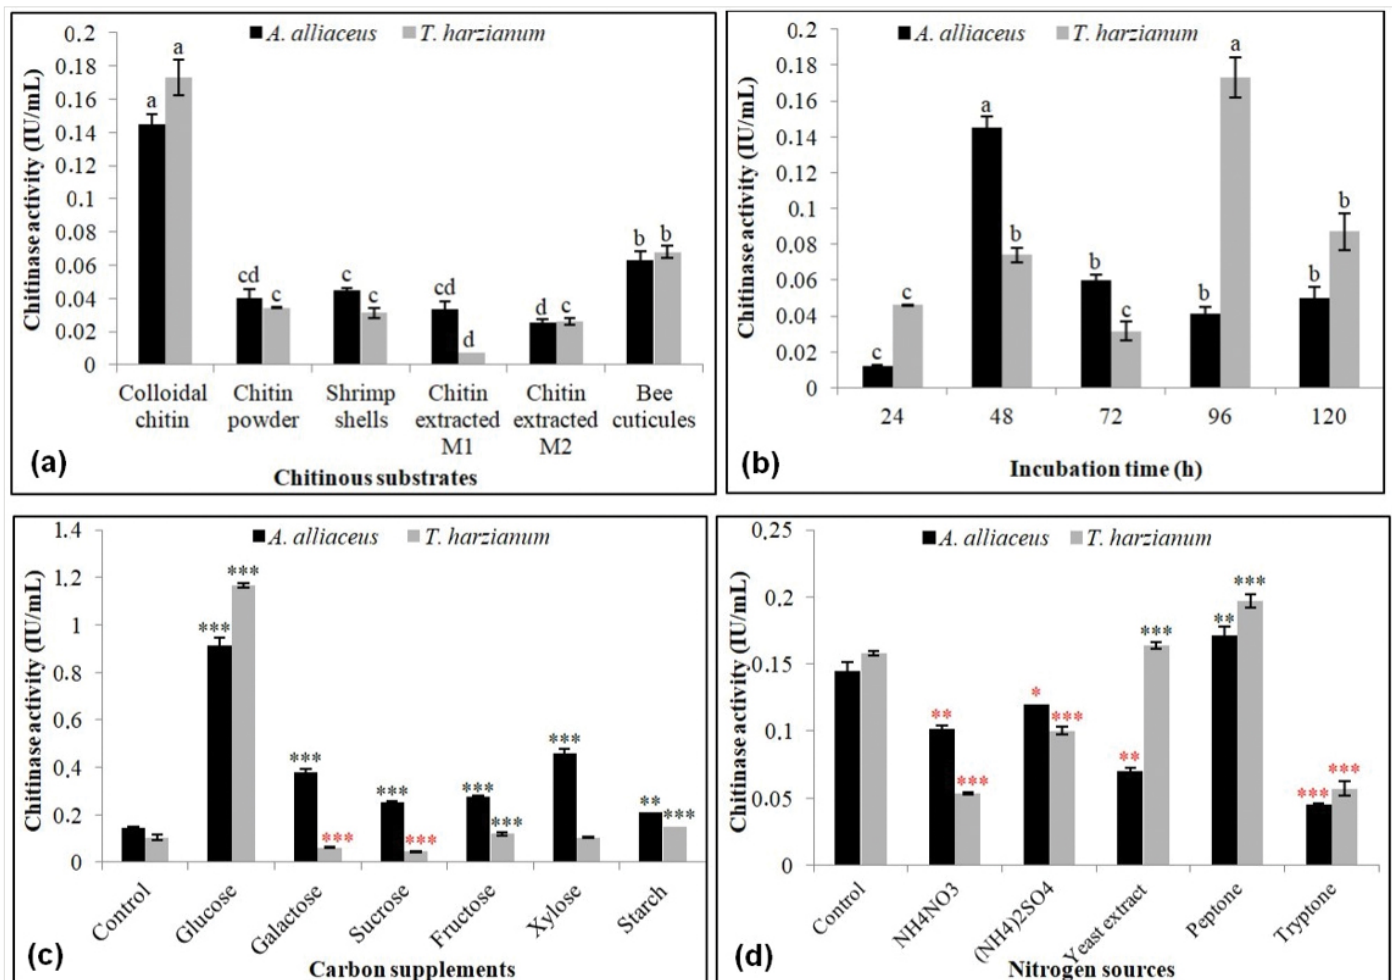 A. alliaceus T. harzianum
Chitinase activity (IU/mL)
0.2
0.18
0.16
0.14
0.12
0.1
0.08
0.06
0.04
0.02
0
a a
cd c
c c
cd d
d c
b b
Colloidal chitin
Chitin powder
Shrimp shells
Chitin extracted M1
Chitin extracted M2
Bee cuticules
(a)
Chitinous substrates
A. alliaceus T. harzianum
Chitinase activity (IU/mL)
0.2
0.18
0.16
0.14
0.12
0.1
0.08
0.06
0.04
0.02
0
c c
a b
b c
b a
b b
24 48 72 96 120
(b)
Incubation time (h)
A. alliaceus T. harzianum
Chitinase activity (IU/mL)
1.4
1.2
1
0.8
0.6
0.4
0.2
0
*** ***
*** ***
*** ***
*** ***
***
** ***
Control
Glucose
Galactose
Sucrose
Fructose
Xylose
Starch
(c)
Carbon supplements
A. alliaceus T. harzianum
Chitinase activity (IU/mL)
0.25
0.2
0.15
0.1
0.05
0
** ***
* ***
** ***
** ***
*** ***
Control
NH4NO3
(NH4)2SO4
Yeast extract
Peptone
Tryptone
(d)
Nitrogen sources